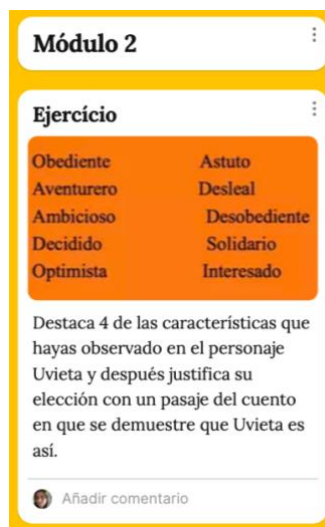 Módulo 2
Ejercício
Obediente Astuto
Aventurero Desleal
Ambicioso Desobediente
Decidido Solidario
Optimista Interesado
Destaca 4 de las características que
hayas observado en el personaje
Uvieta y después justifica su
elección con un pasaje del cuento
en que se demuestre que Uvieta es
así.
Añadir comentario